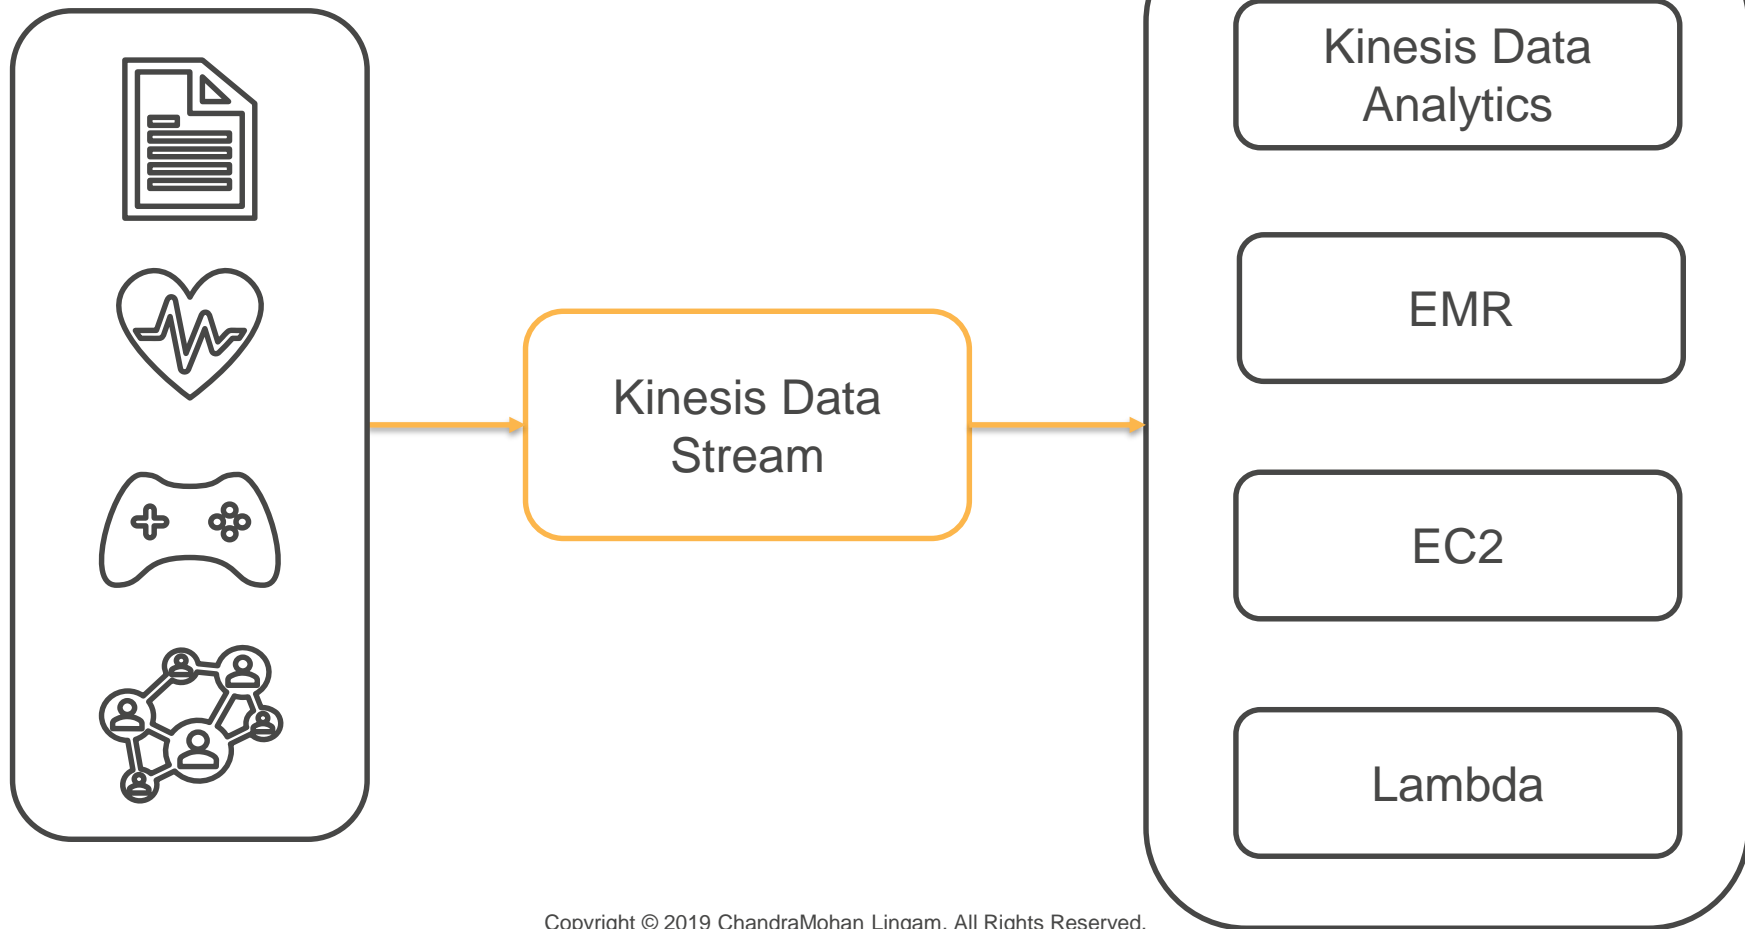 Kinesis Data
Analytics
EMR
Kinesis Data
Stream
EC2
Lambda
Copyright © 2019 ChandraMohan Lingam. All Rights Reserved.